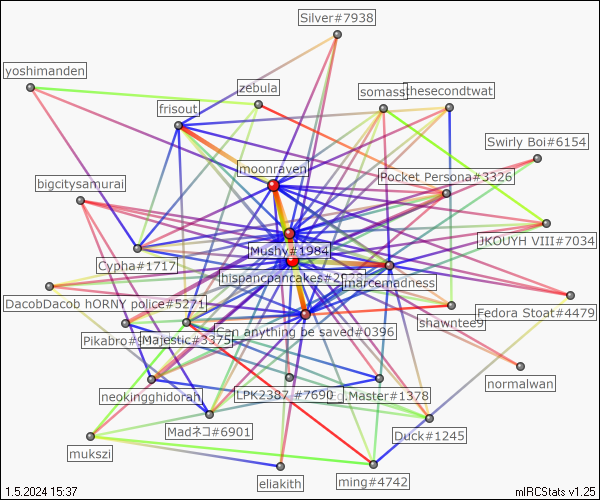 Silver#7938
yoshimanden
zebula
somass
thesecondtwat
frisout
Swirly Boi#6154
moonraven
Pocket Persona#3326
bigcitysamurai
Mushy#1984
JKOUYH VIII#7034
Cypha#1717
hispancpancakes#2028
marcemadness
DacobDacob hORNY police#5271
Fedora Stoat#4479
shawntee9
Can anything be saved#0396
Pikabro#
Majestic#3375
normalwan
neokingghidorah
LPK2387 #7690
Master#1378
Madネコ#6901
Duck#1245
mukszi
eliakith
ming#4742
1.5.2024 15:37
mIRCStats v1.25